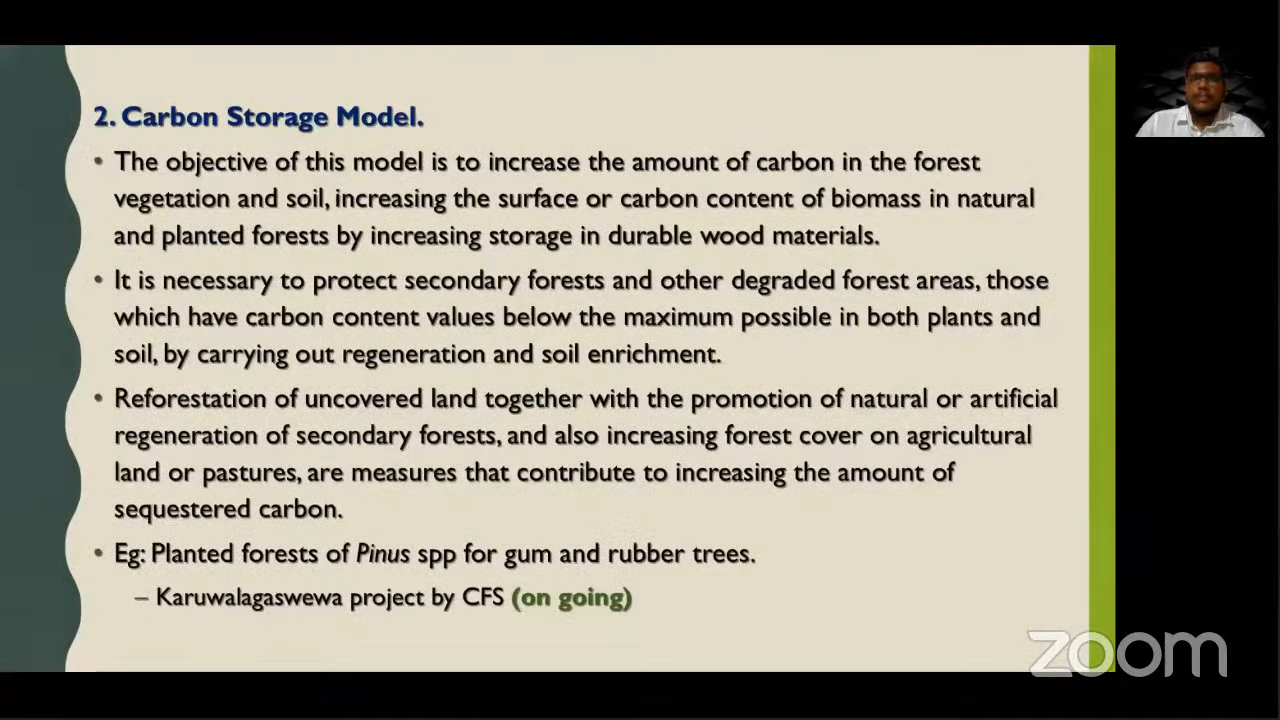 2. Carbon Storage Model.
• The objective of this model is to increase the amount of carbon in the forest
vegetation and soil, increasing the surface or carbon content of biomass in natural
and planted forests by increasing storage in durable wood materials.
• It is necessary to protect secondary forests and other degraded forest areas, those
which have carbon content values below the maximum possible in both plants and
soil, by carrying out regeneration and soil enrichment.
• Reforestation of uncovered land together with the promotion of natural or artificial
regeneration of secondary forests, and also increasing forest cover on agricultural
land or pastures, are measures that contribute to increasing the amount of
sequestered carbon.
• Eg: Planted forests of Pinus spp for gum and rubber trees.
– Karuwalagaswewa project by CFS (on going)
zoom